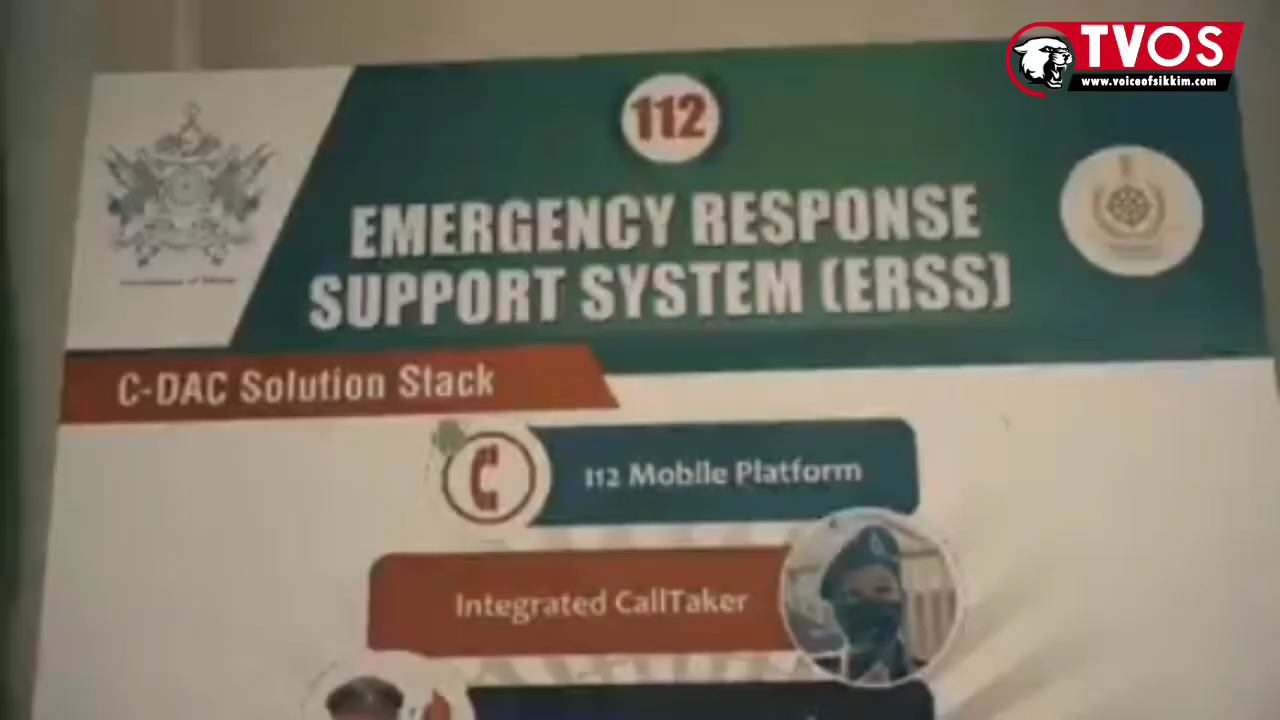 TVOS
www.voiceofsikkim.com
112
EMERGENCY RESPONSE
SUPPORT SYSTEM (ERSS)
C-DAC Solution Stack
112 Mobile Platform
Integrated CallTaker